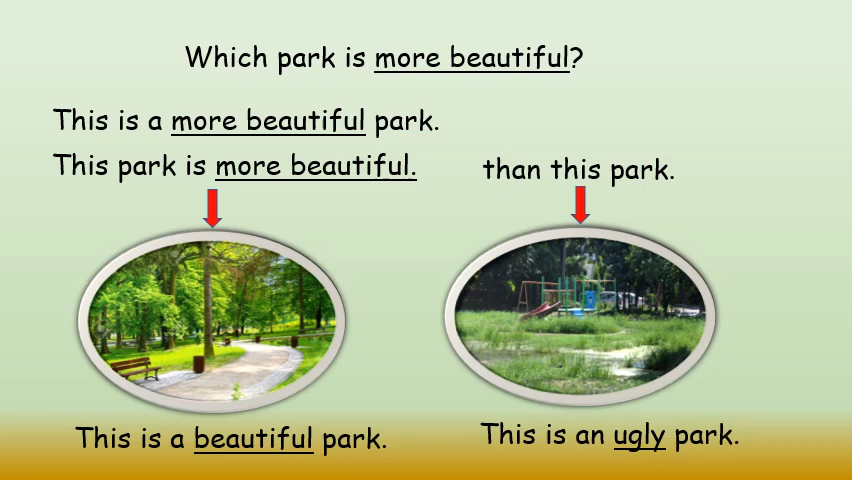 Which park is more beautiful?
This is a more beautiful park.
This park is more beautiful.
than this park.
This is a beautiful park.
This is an ugly park.